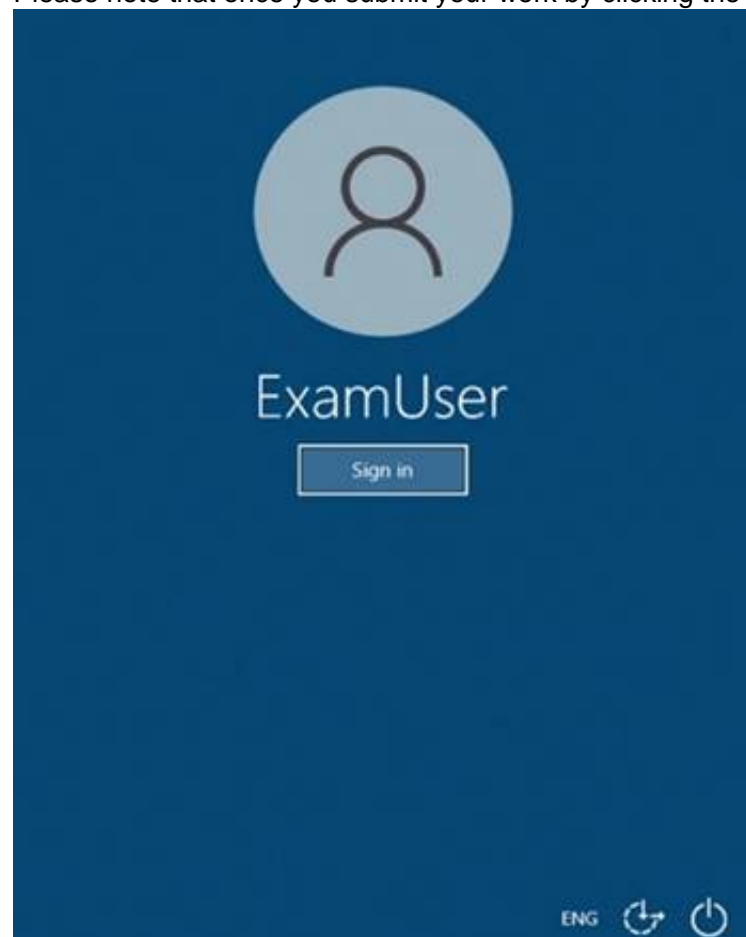 Please note that once you submit your work by clicking the
ExamUser
Sign in
ENG